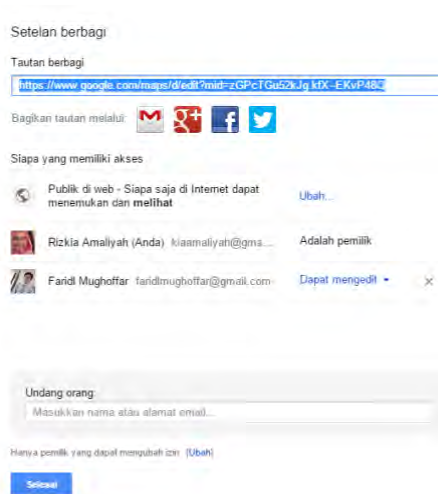 Setelan berbagi
Tautan berbagi
https://www.google.com/maps/d/edit?mid=zGPcTGu52kJg.kfX--EKvP48Q
Bagikan tautan melalui:
Siapa yang memiliki akses
Publik di web - Siapa saja di Internet dapat
menemukan dan melihat
Ubah...
Rizkia Amaliyah (Anda) kiaamaliyah@gma...
Adalah pemilik
Faridl Mughoffar faridlmughoffar@gmail.com
Dapat mengedit
Undang orang:
Masukkan nama atau alamat email...
Hanya pemilik yang dapat mengubah izin. [Ubah]
Selesai